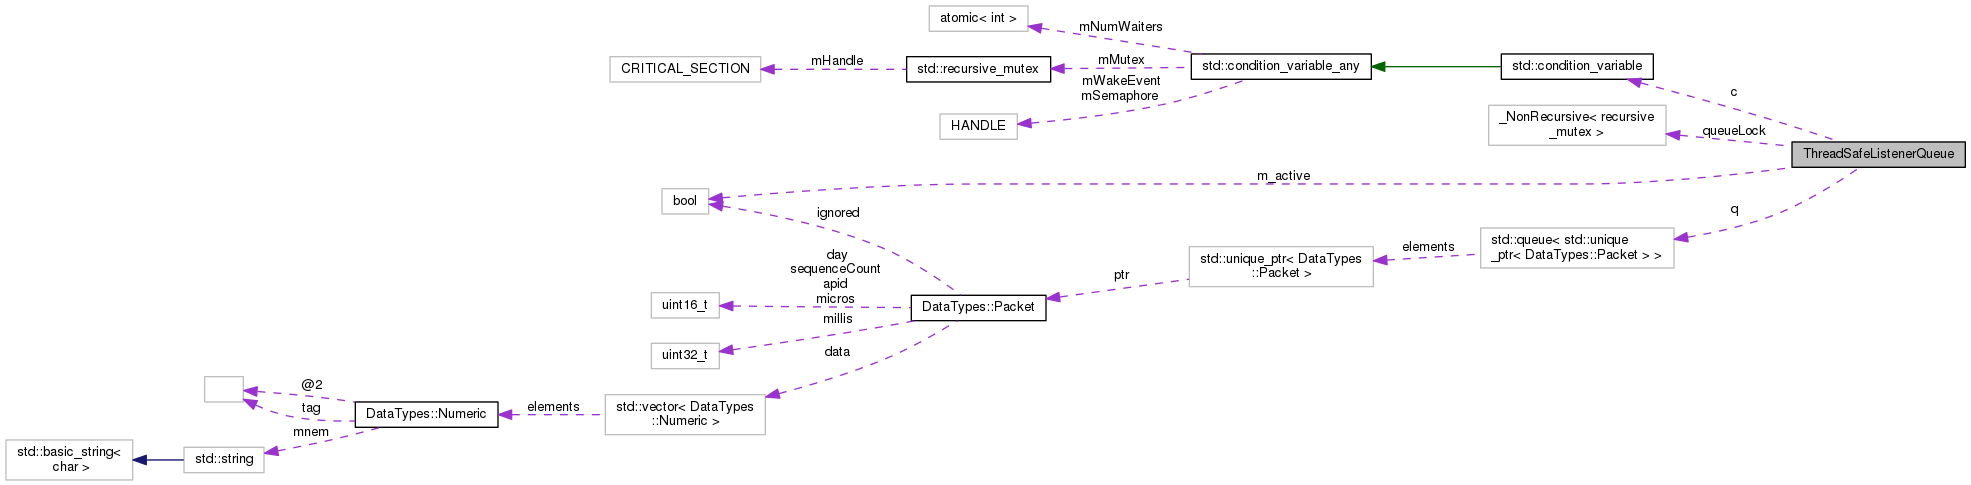 atomic< int >
mNumWaiters
CRITICAL_SECTION
mHandle
std::recursive_mutex
mMutex
std::condition_variable_any
std::condition_variable
mWakeEvent
mSemaphore
HANDLE
c
_NonRecursive< recursive
_mutex >
queueLock
ThreadSafeListenerQueue
m_active
bool
ignored
q
std::queue< std::unique
_ptr< DataTypes::Packet > >
elements
std::unique_ptr< DataTypes
::Packet >
ptr
day
sequenceCount
apid
micros
uint16_t
DataTypes::Packet
millis
uint32_t
data
@2
tag
mnem
DataTypes::Numeric
elements
std::vector< DataTypes
::Numeric >
std::basic_string<
char >
std::string